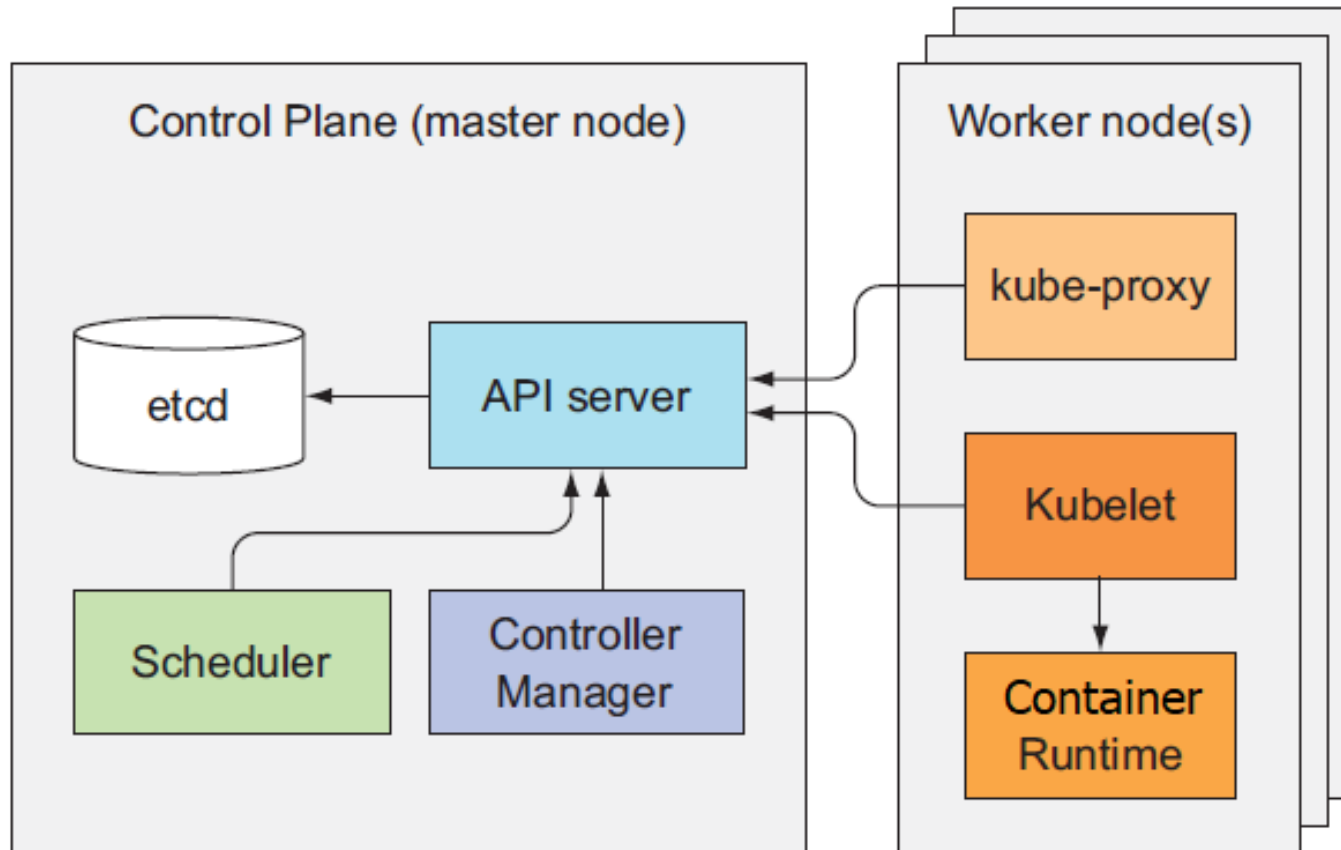 Control Plane (master node)
etcd
API server
Scheduler
Controller
Manager
Worker node(s)
kube-proxy
Kubelet
Container
Runtime